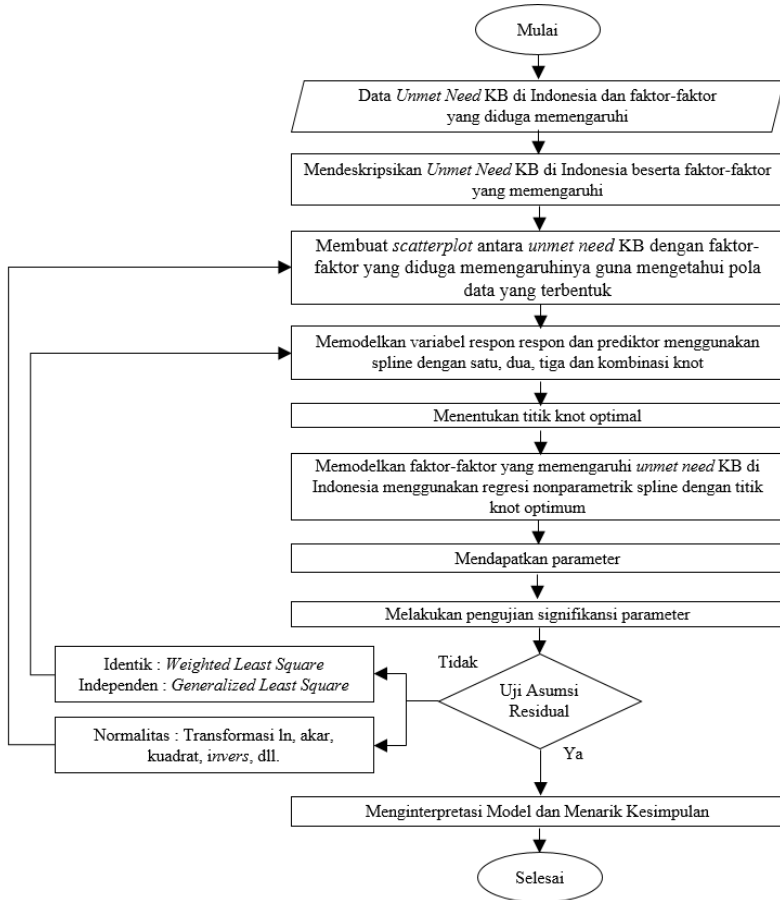 Mulai
Data Unmet Need KB di Indonesia dan faktor-faktor
yang diduga memengaruhi
Mendeskripsikan Unmet Need KB di Indonesia beserta faktor-faktor
yang memengaruhi
Membuat scatterplot antara unmet need KB dengan faktor-
faktor yang diduga memengaruhinya guna mengetahui pola
data yang terbentuk
Memodelkan variabel respon respon dan prediktor menggunakan
spline dengan satu, dua, tiga dan kombinasi knot
Menentukan titik knot optimal
Memodelkan faktor-faktor yang memengaruhi unmet need KB di
Indonesia menggunakan regresi nonparametrik spline dengan titik
knot optimum
Mendapatkan parameter
Melakukan pengujian signifikansi parameter
Uji Asumsi
Residual
Tidak
Identik : Weighted Least Square
Independen : Generalized Least Square
Normalitas : Transformasi ln, akar,
kuadrat, invers, dll.
Ya
Menginterpretasi Model dan Menarik Kesimpulan
Selesai